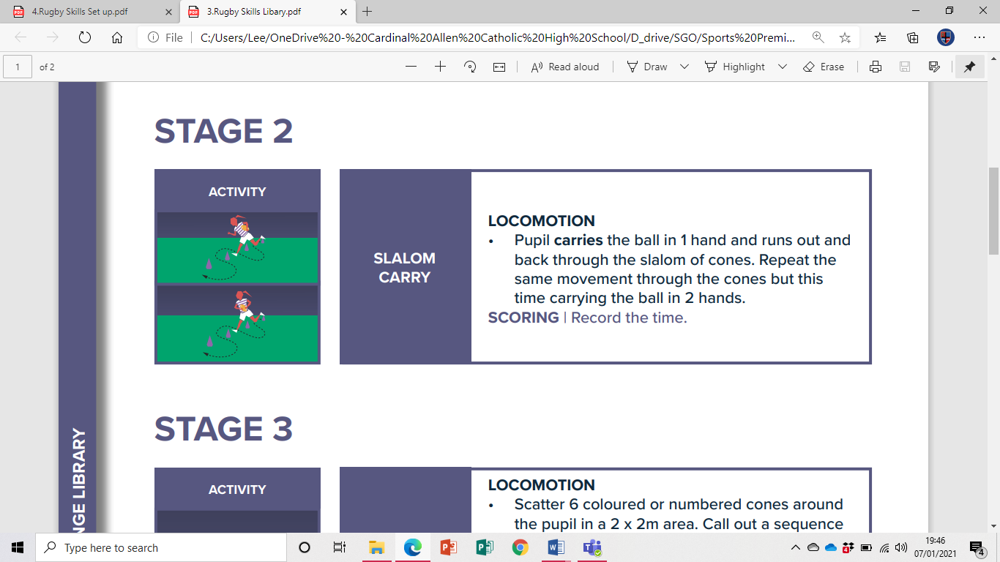 4.Rugby Skills Set up.pdf
3.Rugby Skills Libary.pdf
File
C:/Users/Lee/OneDrive%20-%20Cardinal%20Allen%20Catholic%20High%20School/D_drive/SGO/Sports%20Premi...
1
of 2
Read aloud
Draw
Highlight
Erase
STAGE 2
ACTIVITY
SLALOM
CARRY
LOCOMOTION
• Pupil carries the ball in 1 hand and runs out and
back through the slalom of cones. Repeat the
same movement through the cones but this
time carrying the ball in 2 hands.
SCORING | Record the time.
STAGE 3
NGE LIBRARY
ACTIVITY
LOCOMOTION
• Scatter 6 coloured or numbered cones around
the pupil in a 2 x 2m area. Call out a sequence
Type here to search
19:46
07/01/2021
4